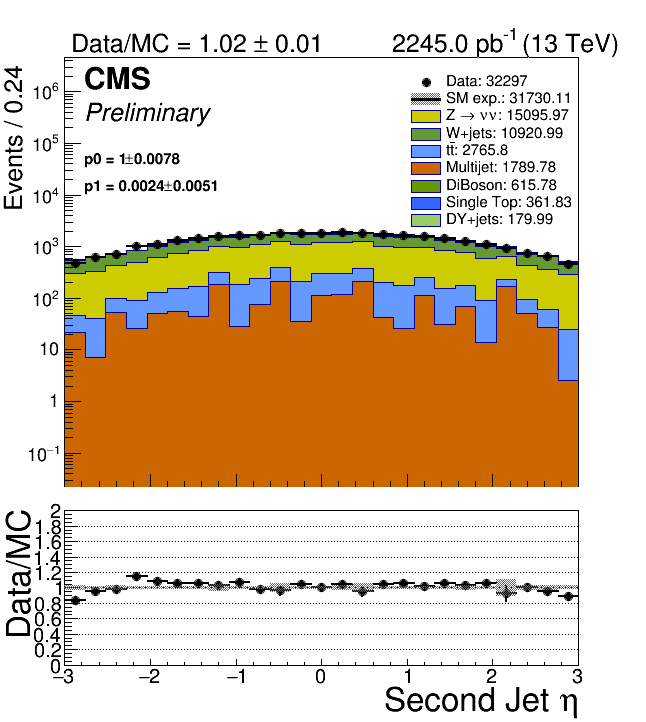 Data/MC = 1.02 ± 0.01 2245.0 pb⁻¹ (13 TeV)
CMS
Preliminary
p0 = 1±0.0078
p1 = 0.0024±0.0051
Data: 32297
SM exp.: 31730.11
Z → νν: 15095.97
W+jets: 10920.99
tt̄: 2765.8
Multijet: 1789.78
DiBoson: 615.78
Single Top: 361.83
DY+jets: 179.99
Events / 0.24
10⁶
10⁵
10⁴
10³
10²
10
1
10⁻¹
Data/MC
2
1.8
1.6
1.4
1.2
1
0.8
0.6
0.4
0.2
0
−3 −2 −1 0 1 2 3
Second Jet η